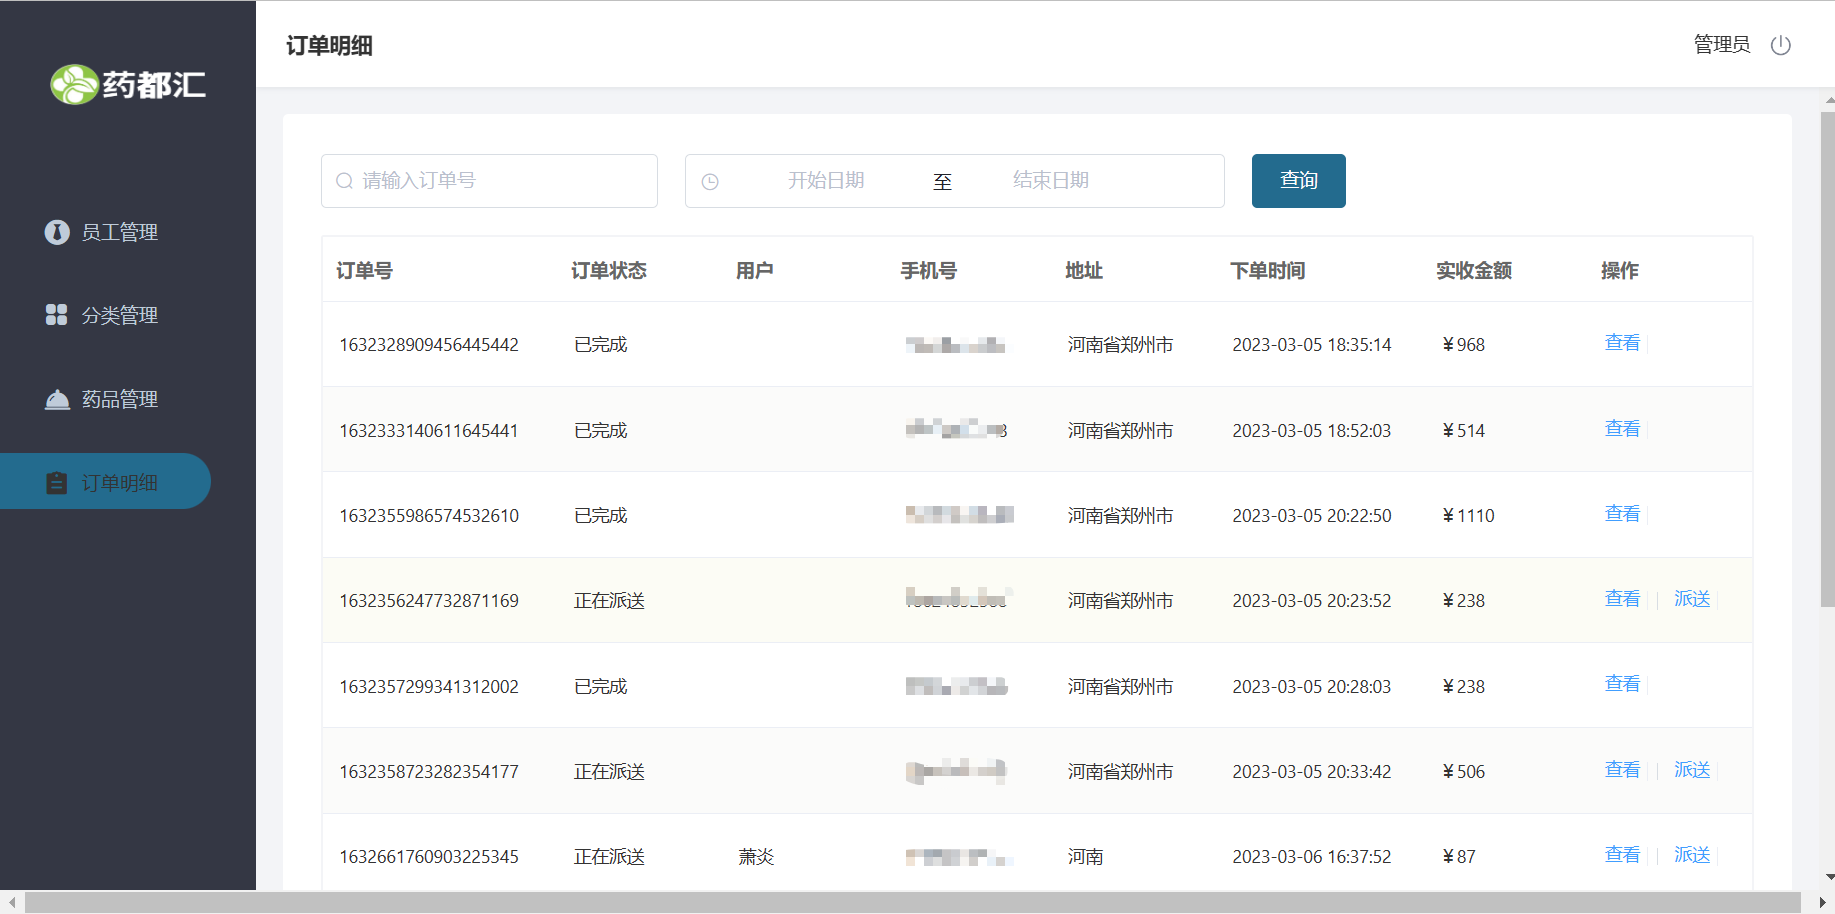 药都汇
订单明细
管理员
员工管理
分类管理
药品管理
订单明细
请输入订单号
开始日期 至 结束日期
查询
订单号 订单状态 用户 手机号 地址 下单时间 实收金额 操作
1632328909456445442 已完成 河南省郑州市 2023-03-05 18:35:14 ￥968 查看
1632333140611645441 已完成 河南省郑州市 2023-03-05 18:52:03 ￥514 查看
1632355986574532610 已完成 河南省郑州市 2023-03-05 20:22:50 ￥1110 查看
1632356247732871169 正在派送 河南省郑州市 2023-03-05 20:23:52 ￥238 查看 派送
1632357299341312002 已完成 河南省郑州市 2023-03-05 20:28:03 ￥238 查看
1632358723282354177 正在派送 河南省郑州市 2023-03-05 20:33:42 ￥506 查看 派送
1632661760903225345 正在派送 萧炎 河南 2023-03-06 16:37:52 ￥87 查看 派送